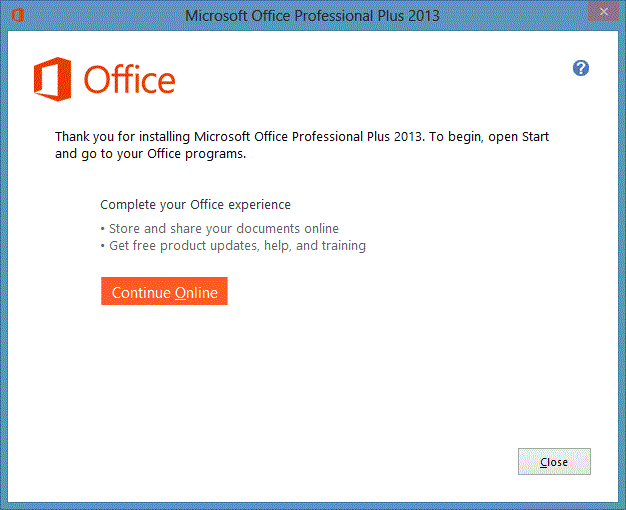 Microsoft Office Professional Plus 2013
Office
?
Thank you for installing Microsoft Office Professional Plus 2013. To begin, open Start
and go to your Office programs.
Complete your Office experience
• Store and share your documents online
• Get free product updates, help, and training
Continue Online
Close